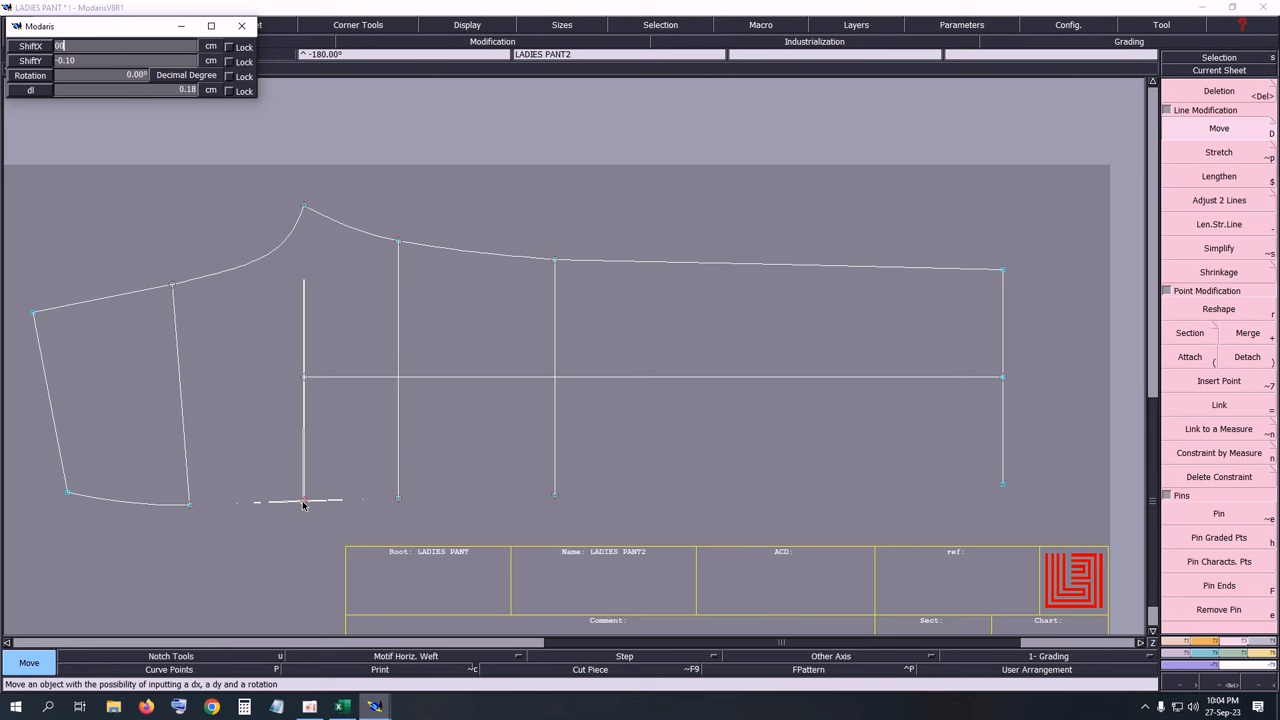 LADIES PANT * ! - ModarisV8R1
Modaris
Corner Tools
Display
Sizes
Selection
Macro
Layers
Parameters
Config.
Tool
?
Modification
Industrialization
Grading
^ -180.00º
LADIES PANT2
ShiftX 00 cm Lock
ShiftY -0.10 cm Lock
Rotation 0.00º Decimal Degree Lock
dl 0.18 cm Lock
Selection s
Current Sheet
Deletion <Del>
Line Modification
Move D
Stretch ~p
Lengthen $
Adjust 2 Lines
Len.Str.Line -
Simplify ~
Shrinkage
Point Modification
Reshape r
Section Merge +
Attach ( Detach )
Insert Point ~7
Link
Link to a Measure ~n
Constraint by Measure n
Delete Constraint
Pins
Pin ~e
Pin Graded Pts h
Pin Characts. Pts
Pin Ends F
Remove Pin e
Root: LADIES PANT
Name: LADIES PANT2
ACD:
ref:
Comment:
Sect:
Chart:
Z
Move
Notch Tools u
Motif Horiz. Weft
Step
Other Axis
1- Grading
Curve Points
Print ~c
Cut Piece ~F9
FPattern ^P
User Arrangement
Move an object with the possibility of inputting a dx, a dy and a rotation
10:04 PM
27-Sep-23